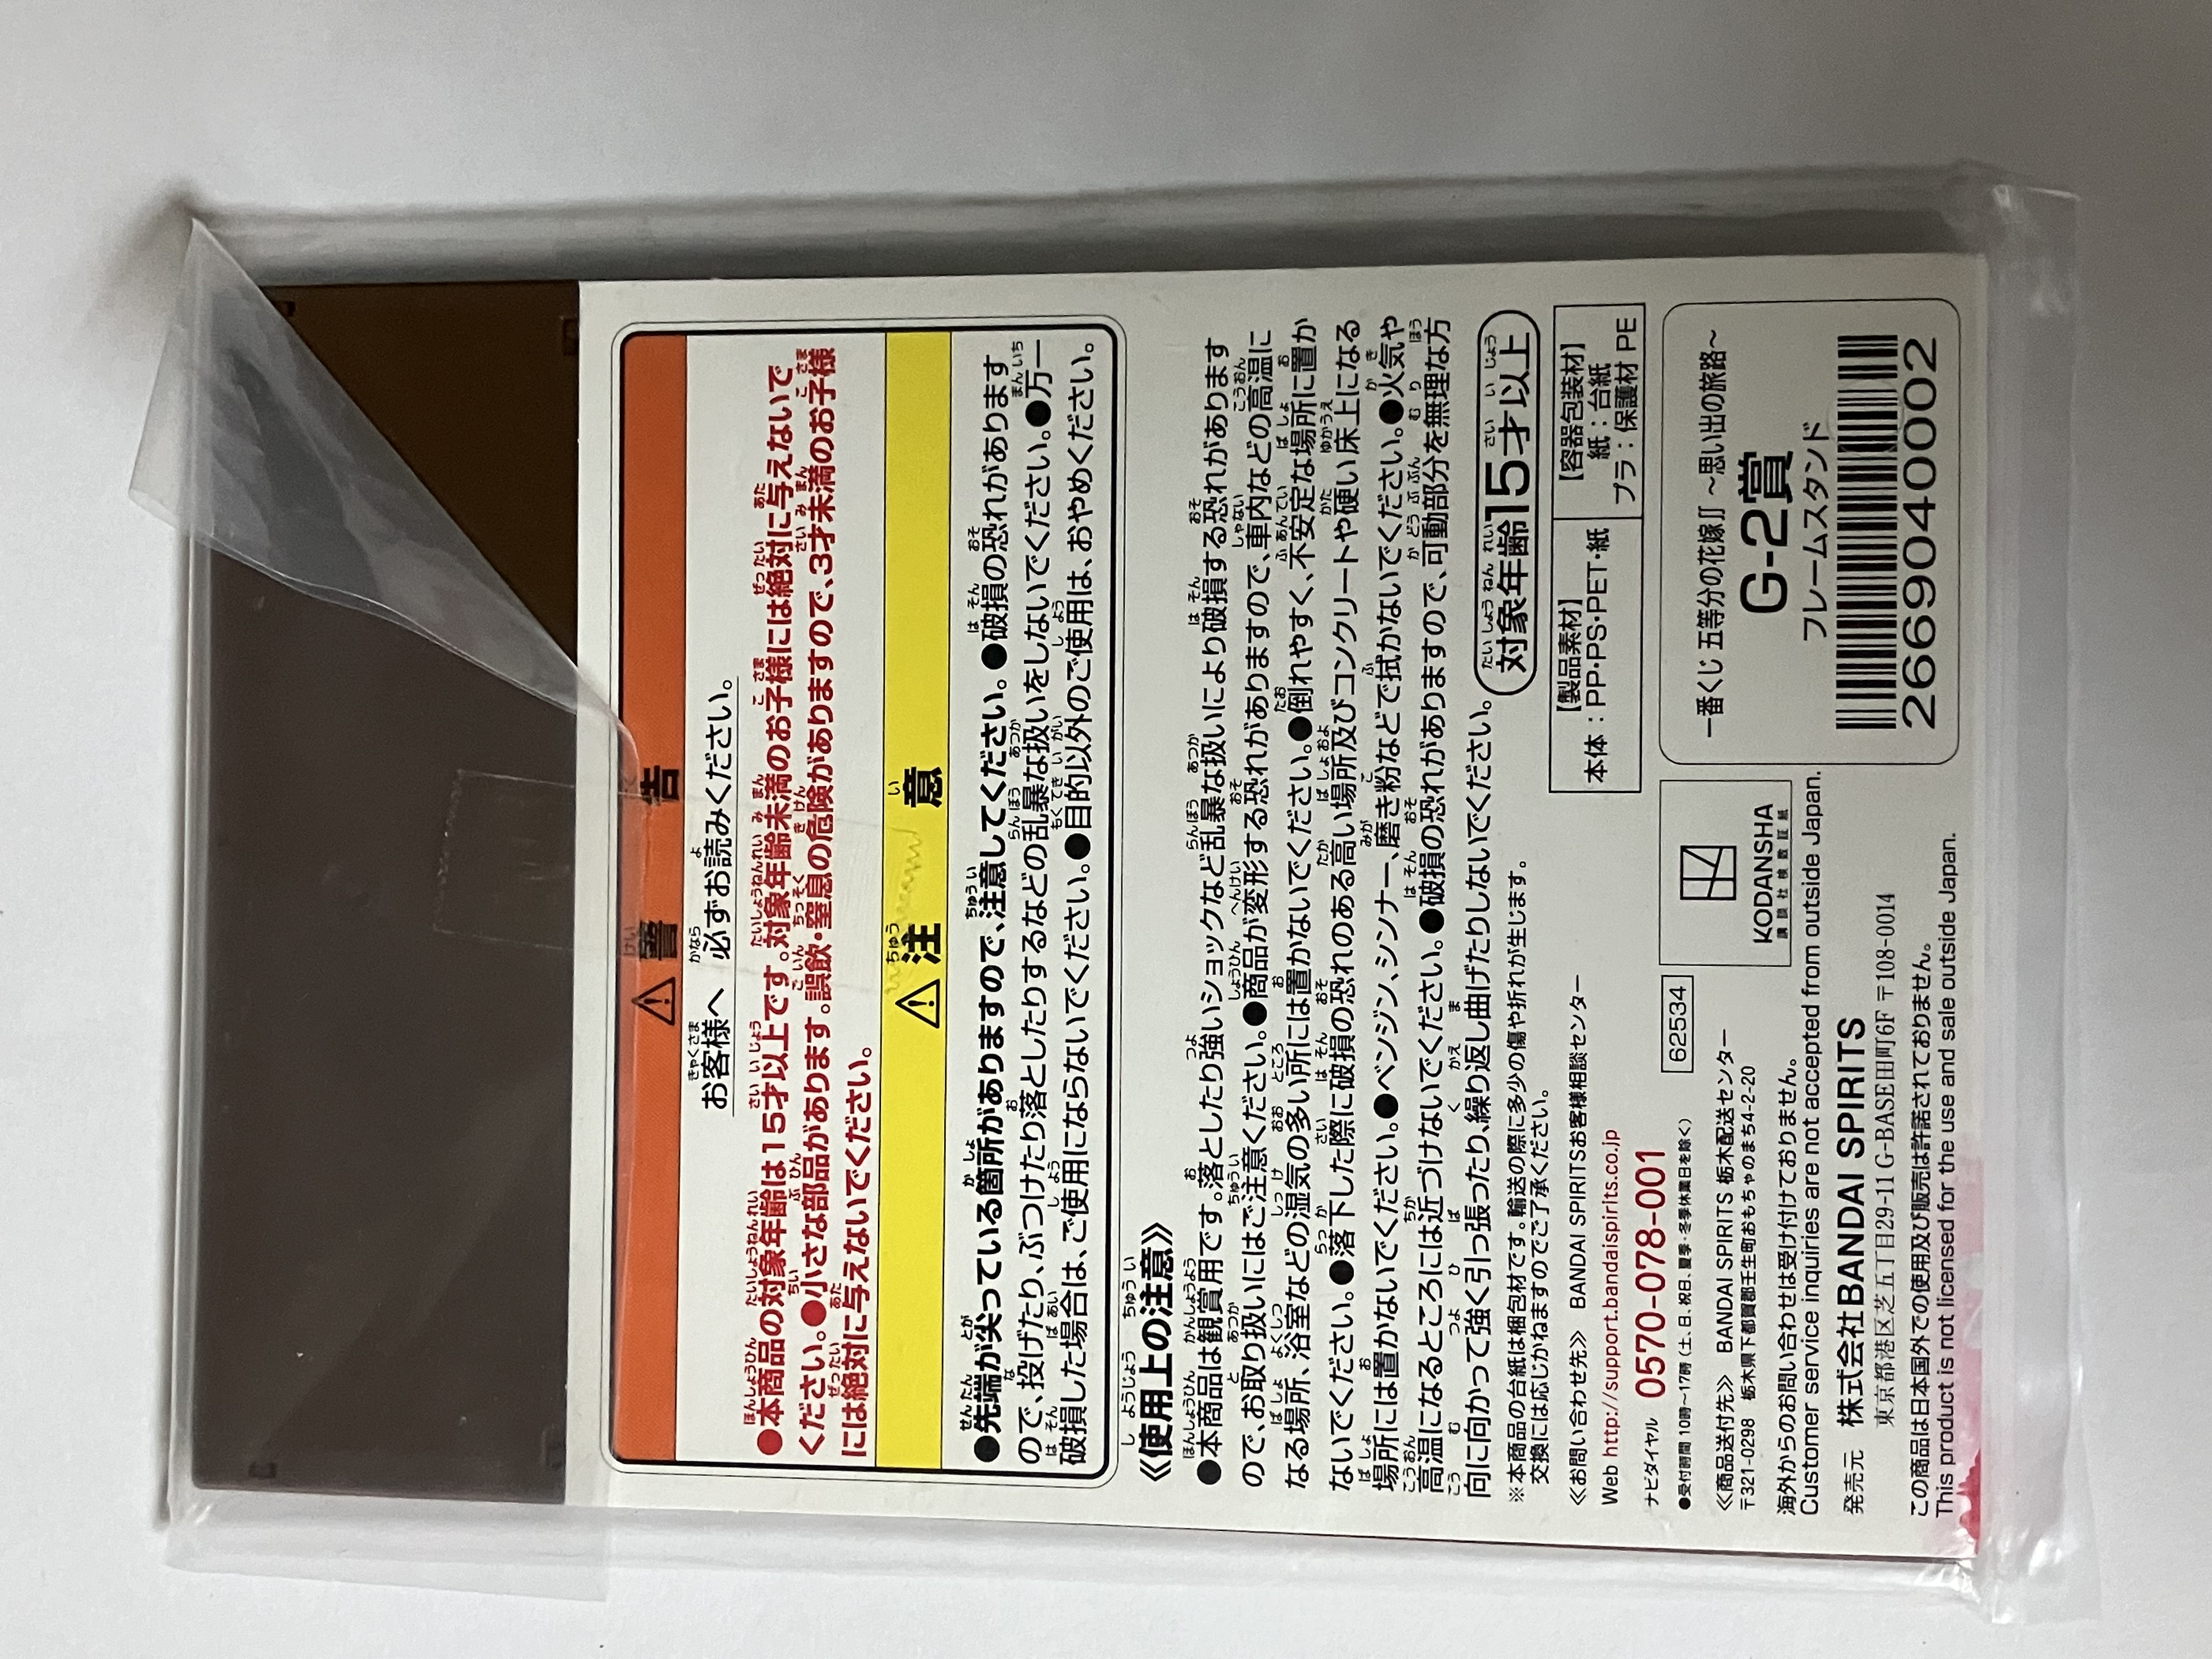 ⚠警告
お客様へ 必ずお読みください。
●本商品の対象年齢は15才以上です。対象年齢未満のお子様には絶対に与えないで
ください。●小さな部品があります。誤飲・窒息の危険がありますので、3才未満のお子様
には絶対に与えないでください。
⚠注意
●先端が尖っている箇所がありますので、注意してください。●破損の恐れがあります
ので、投げたり、ぶつけたり落としたりするなどの乱暴な扱いをしないでください。●万一
破損した場合は、ご使用にならないでください。●目的以外のご使用は、おやめください。
《使用上の注意》
●本商品は観賞用です。落としたり強いショックなど乱暴な扱いにより破損する恐れがあります
ので、お取り扱いにはご注意ください。●商品が変形する恐れがありますので、車内などの高温に
なる場所、浴室などの湿気の多い所には置かないでください。●倒れやすく、不安定な場所に置か
ないでください。●落下した際に破損の恐れのある高い場所及びコンクリートや硬い床上になる
場所には置かないでください。●ベンジン、シンナー、磨き粉などで拭かないでください。●火気や
高温になるところには近づけないでください。●破損の恐れがありますので、可動部分を無理な方
向に向かって強く引っ張ったり、繰り返し曲げたりしないでください。
対象年齢15才以上
※本商品の台紙は梱包材です。輸送の際に多少の傷や折れが生じます。
交換には応じかねますのでご了承ください。
【製品素材】
本体：PP・PS・PET・紙
【容器包装材】
紙：台紙
プラ：保護材 PE
《お問い合わせ先》 BANDAI SPIRITSお客様相談センター
Web http://support.bandaispirits.co.jp
ナビダイヤル 0570-078-001
●受付時間 10時～17時（土、日、祝日、夏季・冬季休業日を除く）
62534
《商品送付先》 BANDAI SPIRITS 栃木配送センター
〒321-0298 栃木県下都賀郡壬生町おもちゃのまち4-2-20
海外からのお問い合わせは受け付けておりません。
Customer service inquiries are not accepted from outside Japan.
発売元 株式会社BANDAI SPIRITS
東京都港区芝五丁目29-11 G-BASE田町6F 〒108-0014
この商品は日本国外での使用及び販売は許諾されておりません。
This product is not licensed for the use and sale outside Japan.
KODANSHA
講談社検数証紙
一番くじ 五等分の花嫁∬ ～思い出の旅路～
G-2賞
フレームスタンド
2669040002